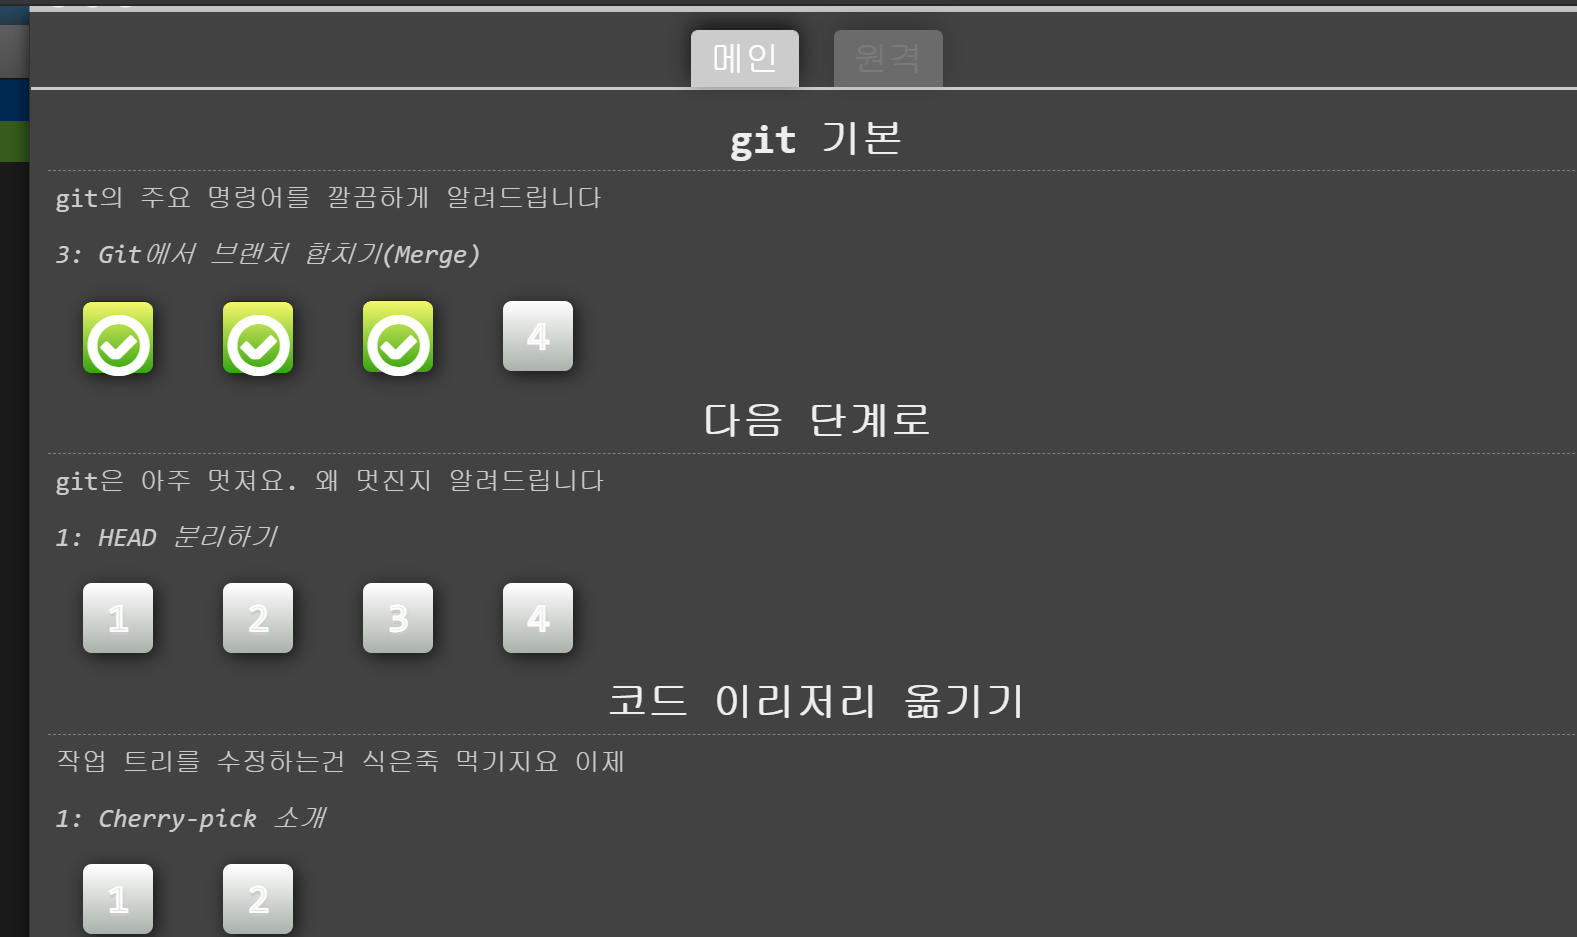 메인 원격
git 기본
git의 주요 명령어를 깔끔하게 알려드립니다
3: Git에서 브랜치 합치기(Merge)
4
다음 단계로
git은 아주 멋져요. 왜 멋진지 알려드립니다
1: HEAD 분리하기
1 2 3 4
코드 이리저리 옮기기
작업 트리를 수정하는건 식은죽 먹기지요 이제
1: Cherry-pick 소개
1 2